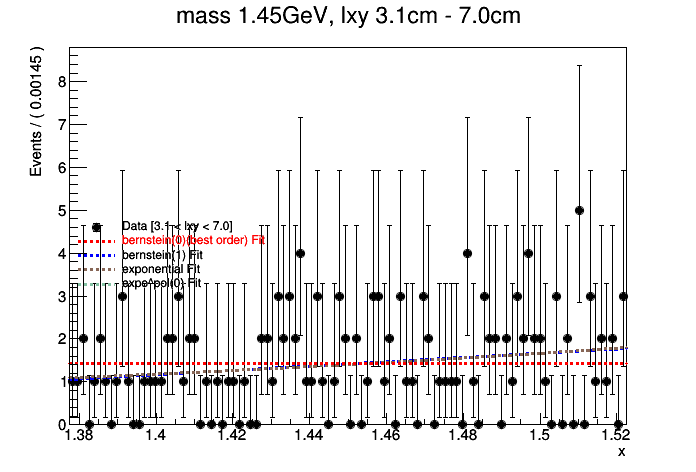 mass 1.45GeV, lxy 3.1cm - 7.0cm
Events / ( 0.00145 )
8
7
6
5
4
3
2
1
0
Data [3.1 < lxy < 7.0]
bernstein(0)(best order) Fit
bernstein(1) Fit
exponential Fit
expo^pol(0) Fit
1.38 1.4 1.42 1.44 1.46 1.48 1.5 1.52
x